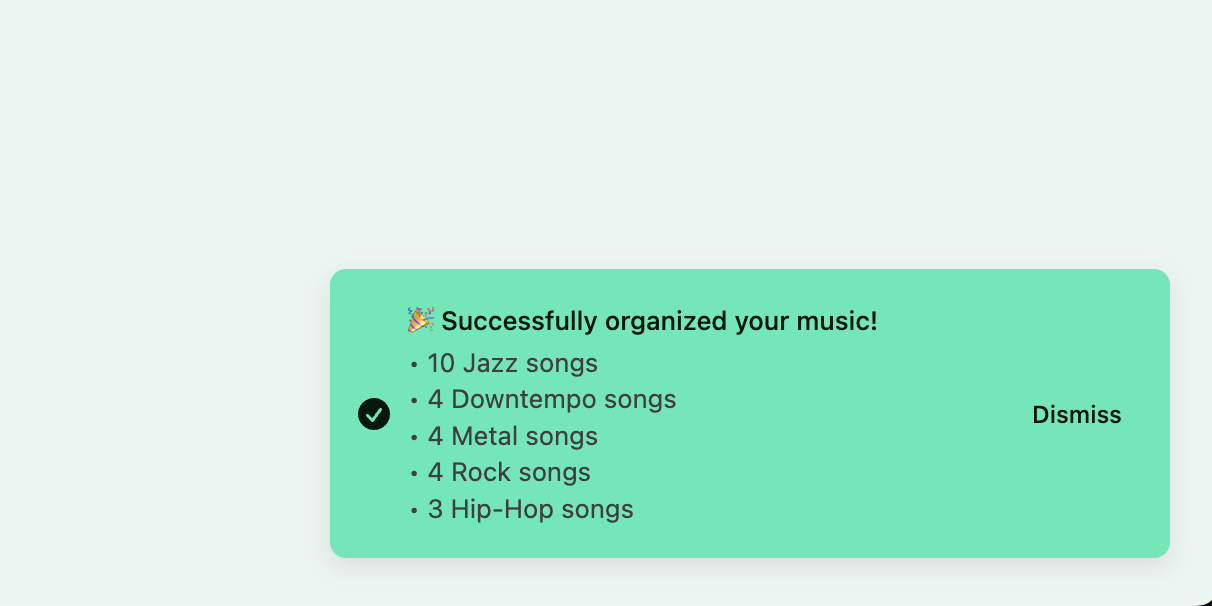 🎉 Successfully organized your music!
• 10 Jazz songs
• 4 Downtempo songs
• 4 Metal songs
• 4 Rock songs
• 3 Hip-Hop songs
Dismiss